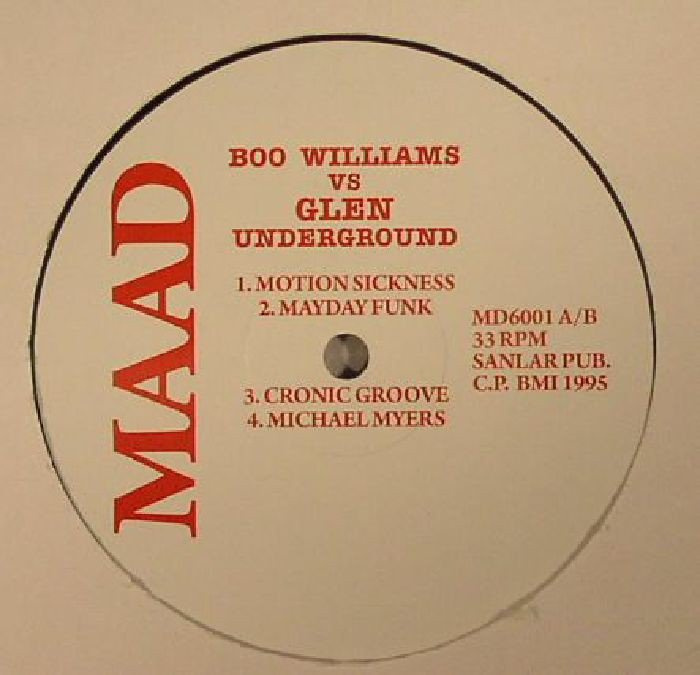 MAAD
BOO WILLIAMS
VS
GLEN
UNDERGROUND
1. MOTION SICKNESS
2. MAYDAY FUNK
3. CRONIC GROOVE
4. MICHAEL MYERS
MD6001 A/B
33 RPM
SANLAR PUB.
C.P. BMI 1995